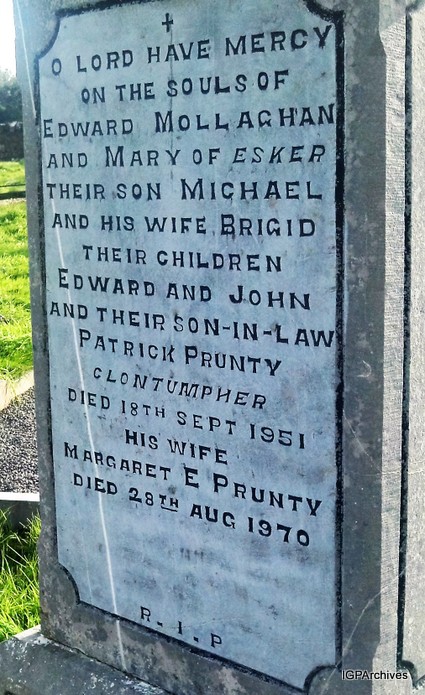 O LORD HAVE MERCY
ON THE SOULS OF
EDWARD MOLLAGHAN
AND MARY OF ESKER
THEIR SON MICHAEL
AND HIS WIFE BRIGID
THEIR CHILDREN
EDWARD AND JOHN
AND THEIR SON-IN-LAW
PATRICK PRUNTY
CLONTUMPHER
DIED 18TH SEPT 1951
HIS WIFE
MARGARET E PRUNTY
DIED 28TH AUG 1970
R. I. P
IGPArchives